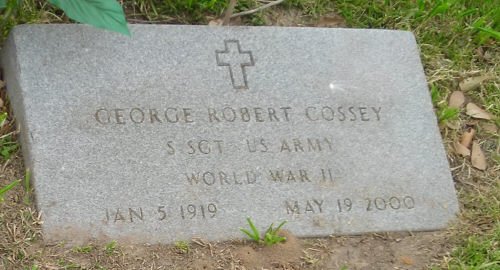 GEORGE ROBERT COSSEY
S SGT US ARMY
WORLD WAR II
JAN 5 1919 MAY 19 2000